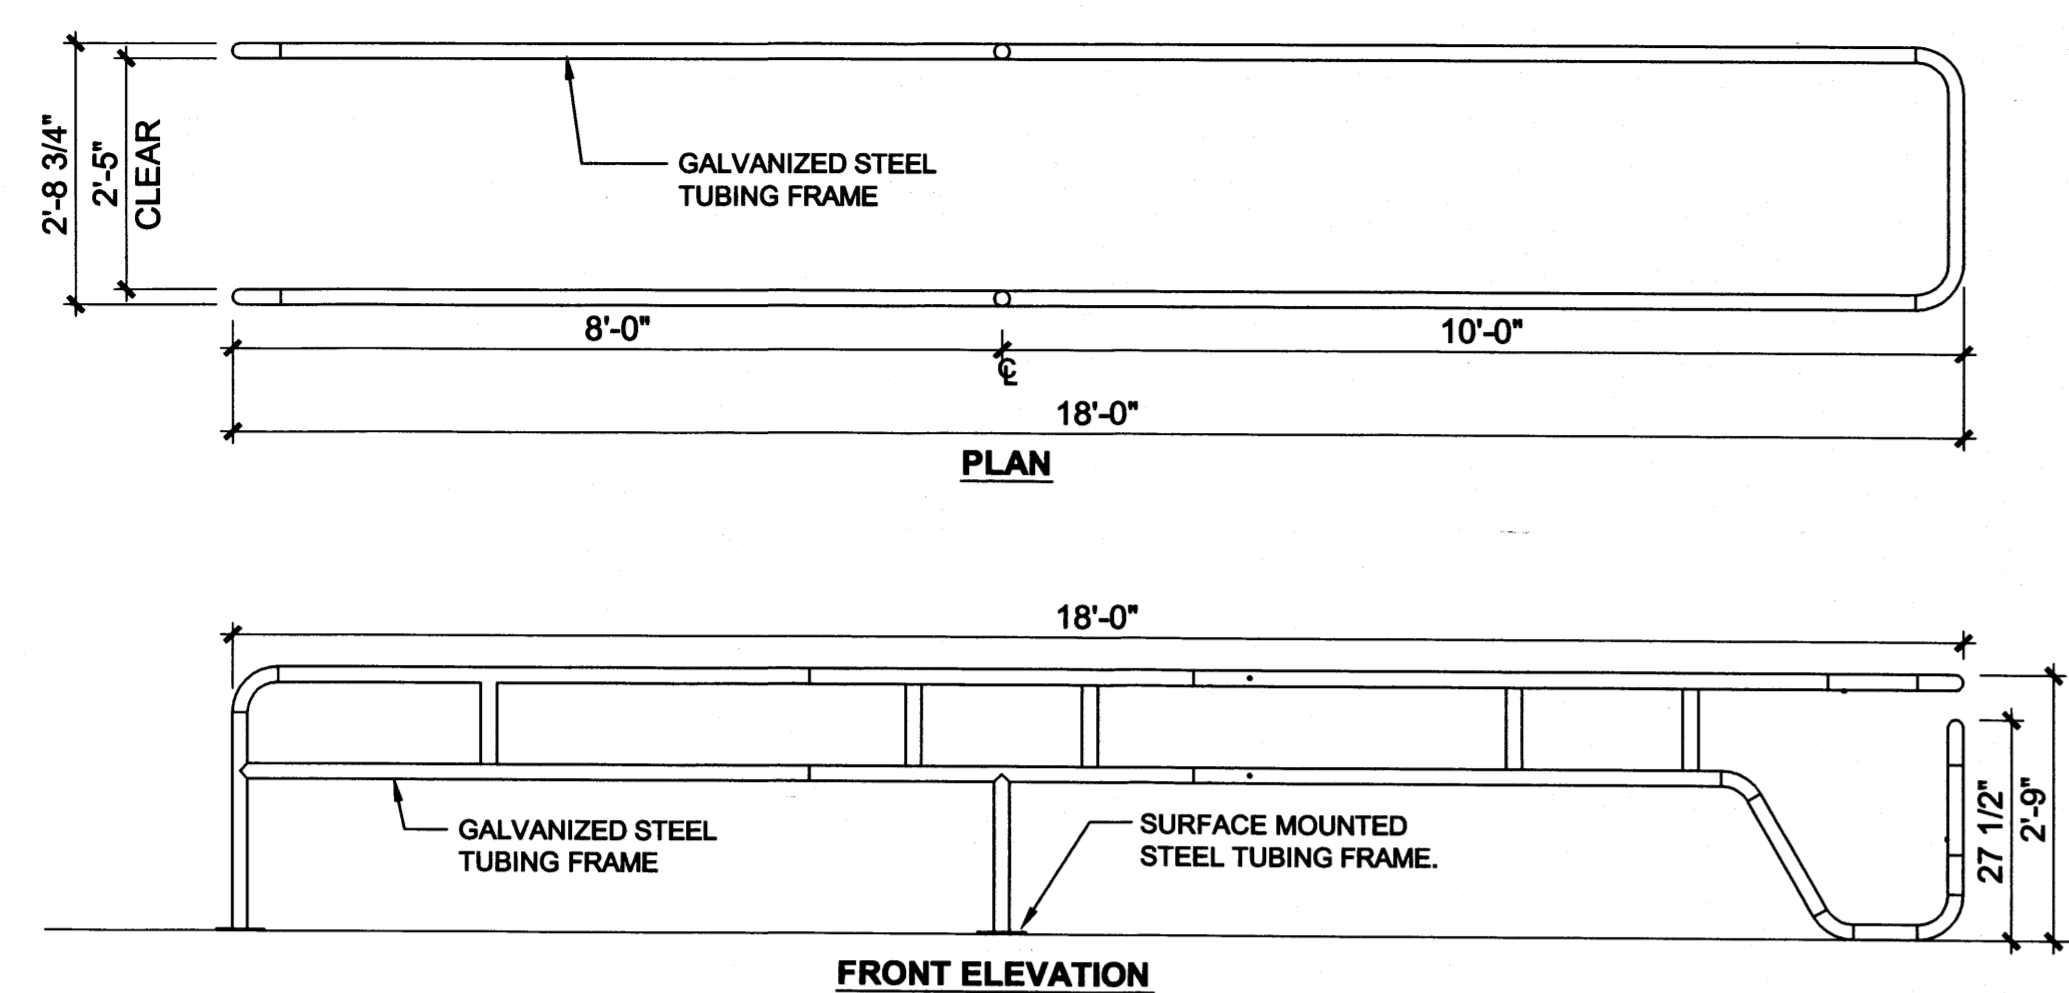 2'-8 3/4"
2'-5"
CLEAR
GALVANIZED STEEL
TUBING FRAME
8'-0"
10'-0"
℄
18'-0"
PLAN
18'-0"
GALVANIZED STEEL
TUBING FRAME
SURFACE MOUNTED
STEEL TUBING FRAME.
27 1/2"
2'-9"
FRONT ELEVATION